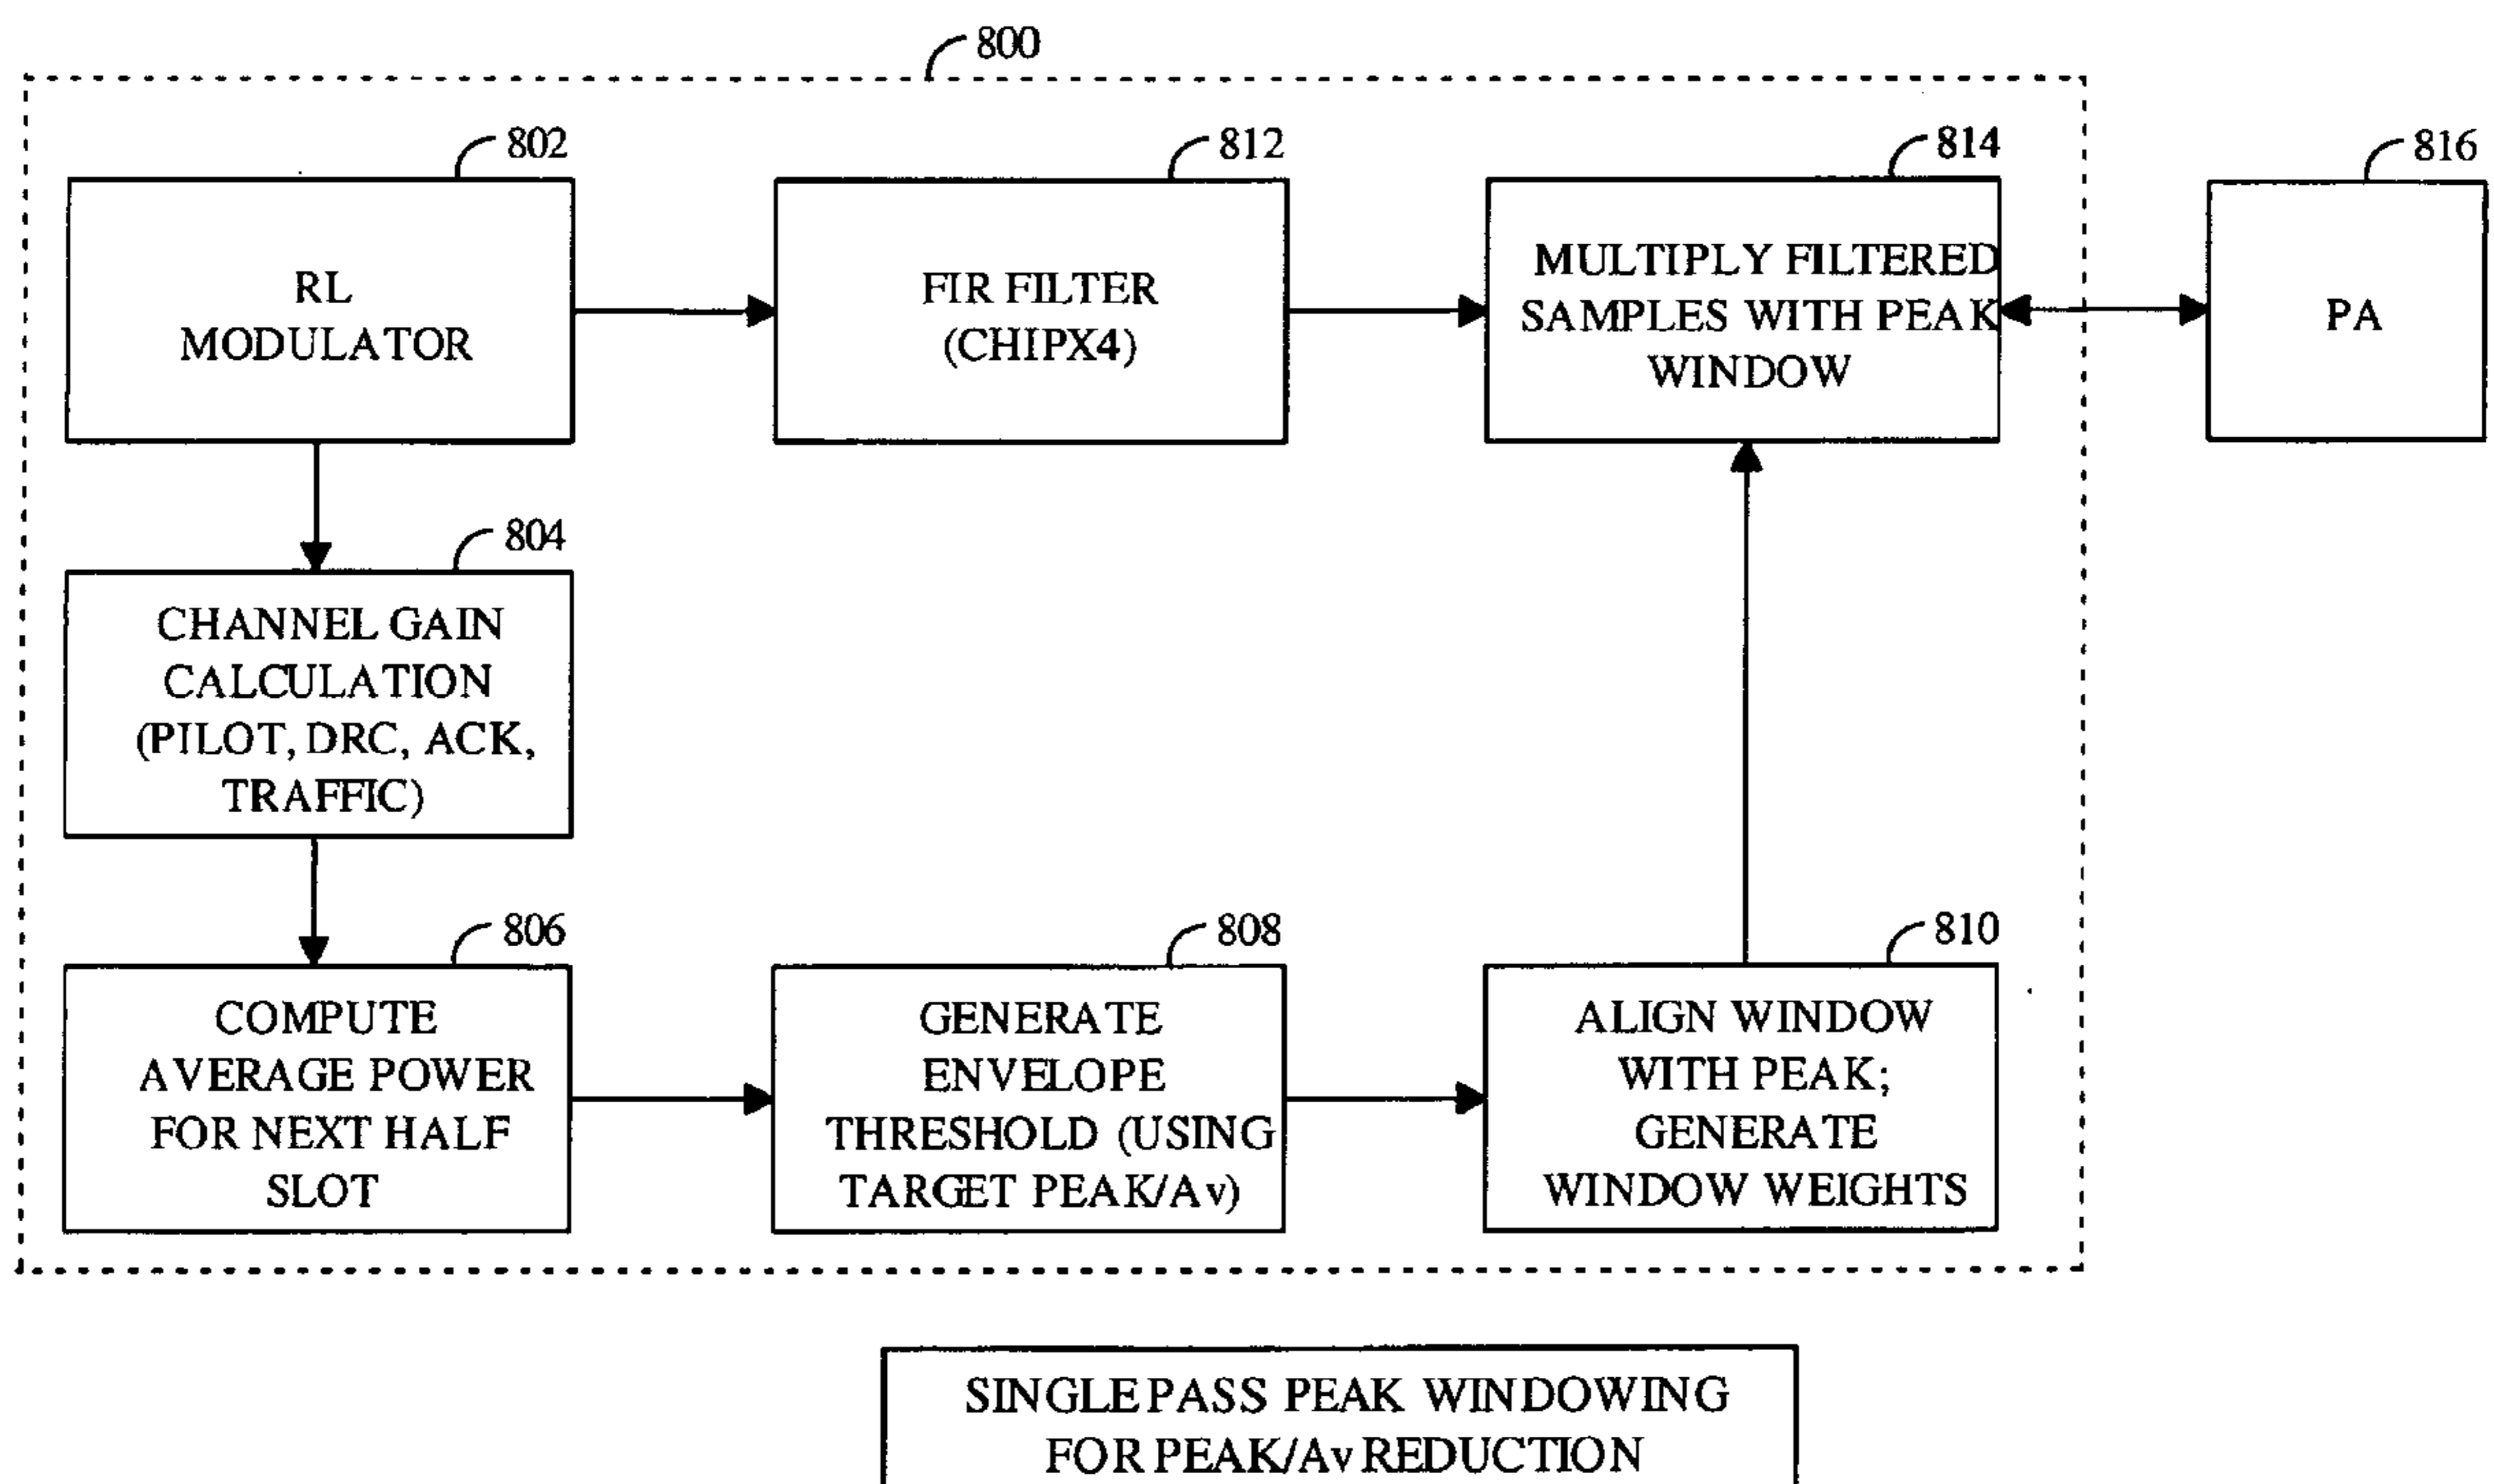 800
802
812
814
816
RL
MODULATOR
FIR FILTER
(CHIPX4)
MULTIPLY FILTERED
SAMPLES WITH PEAK
WINDOW
PA
804
CHANNEL GAIN
CALCULATION
(PILOT, DRC, ACK,
TRAFFIC)
806
808
810
COMPUTE
AVERAGE POWER
FOR NEXT HALF
SLOT
GENERATE
ENVELOPE
THRESHOLD (USING
TARGET PEAK/Av)
ALIGN WINDOW
WITH PEAK;
GENERATE
WINDOW WEIGHTS
SINGLE PASS PEAK WINDOWING
FOR PEAK/Av REDUCTION